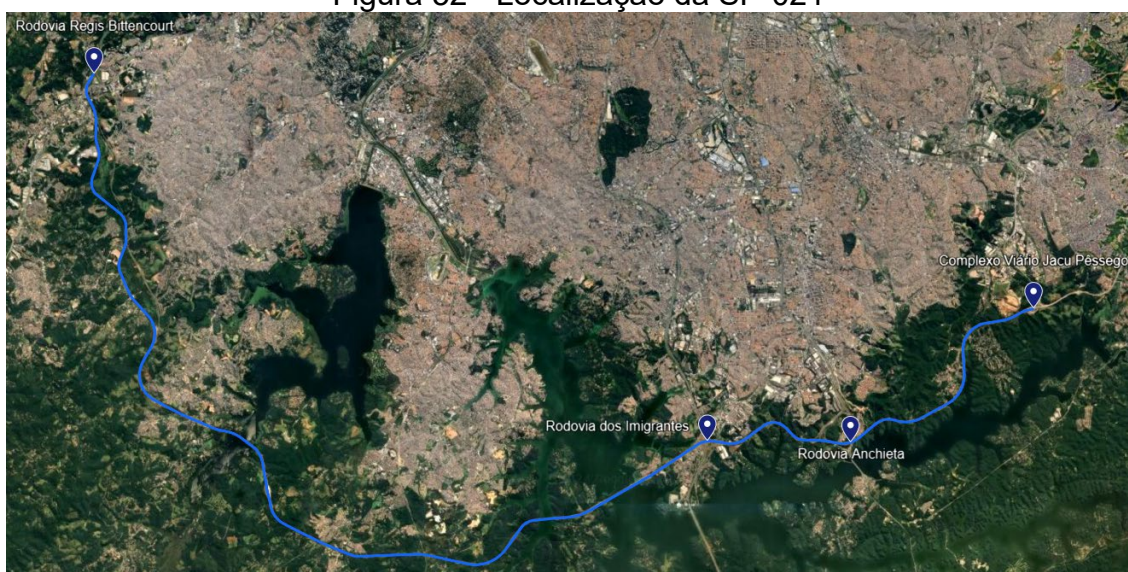 Figura 32 - Localização da SP-021
Rodovia Regis Bittencourt
Complexo Viário Jacu Pêssego
Rodovia dos Imigrantes
Rodovia Anchieta